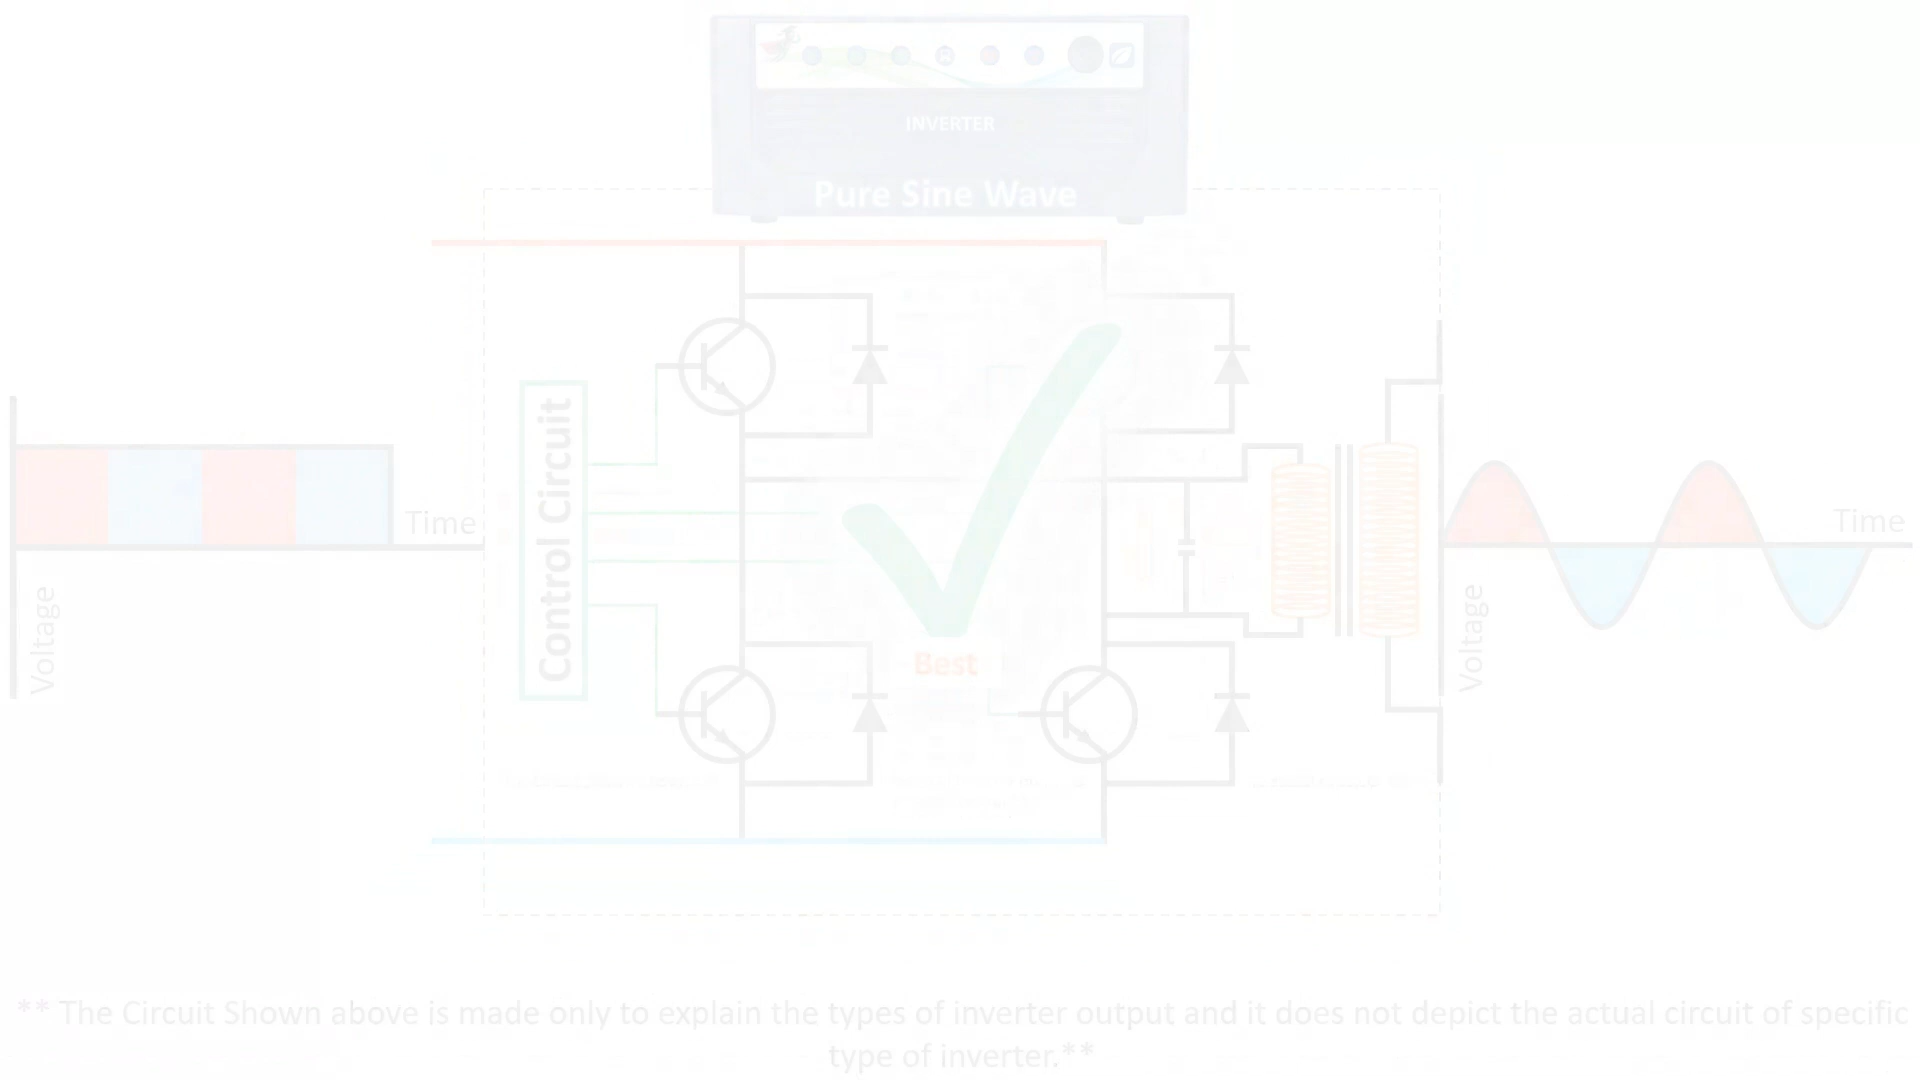 INVERTER
Pure Sine Wave
Control Circuit
Time
Voltage
Best
Time
Voltage
** The Circuit Shown above is made only to explain the types of inverter output and it does not depict the actual circuit of specific
type of inverter.**